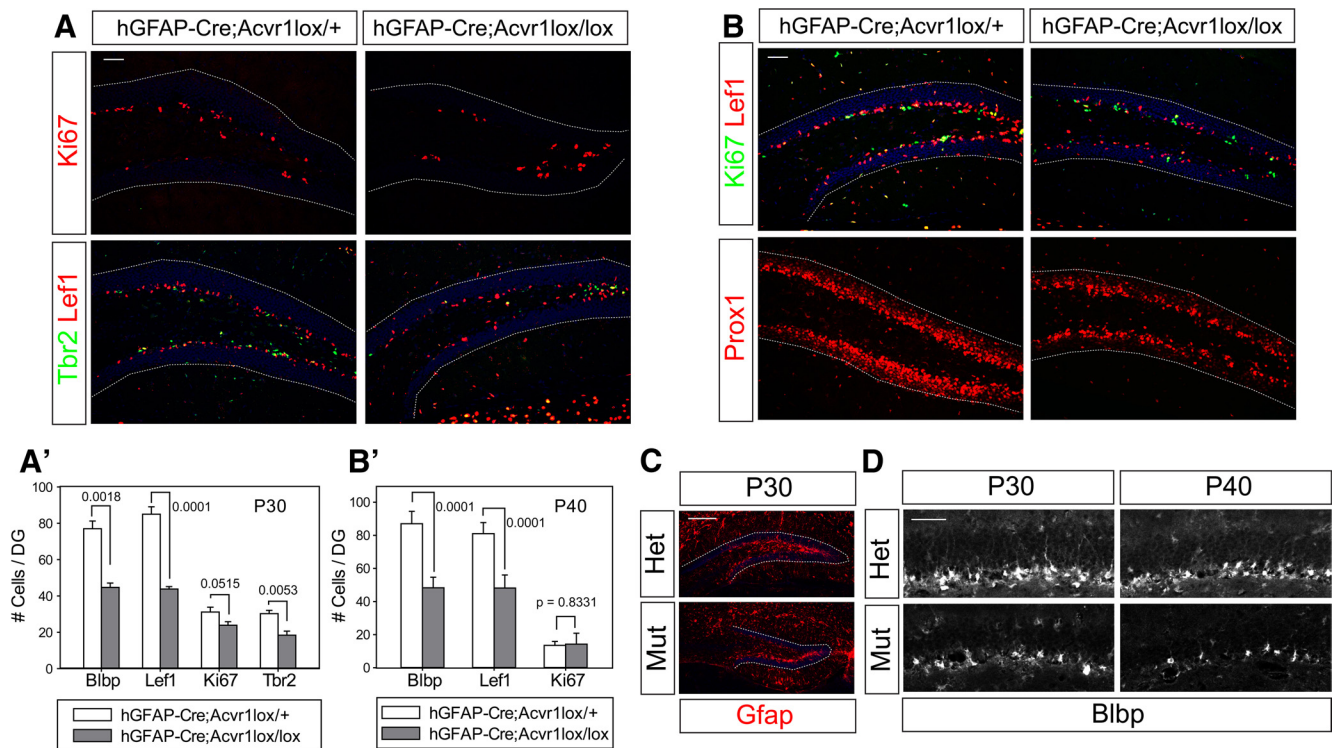 A
hGFAP-Cre;Acvr1lox/+
hGFAP-Cre;Acvr1lox/lox
Ki67
Tbr2 Lef1
B
hGFAP-Cre;Acvr1lox/+
hGFAP-Cre;Acvr1lox/lox
Ki67 Lef1
Prox1
A'
# Cells / DG
100
80
60
40
20
0
P30
0.0018
0.0001
0.0515
0.0053
Blbp Lef1 Ki67 Tbr2
hGFAP-Cre;Acvr1lox/+
hGFAP-Cre;Acvr1lox/lox
B'
# Cells / DG
100
80
60
40
20
0
P40
0.0001
0.0001
p = 0.8331
Blbp Lef1 Ki67
hGFAP-Cre;Acvr1lox/+
hGFAP-Cre;Acvr1lox/lox
C
P30
Het
Mut
Gfap
D
P30 P40
Het
Mut
Blbp